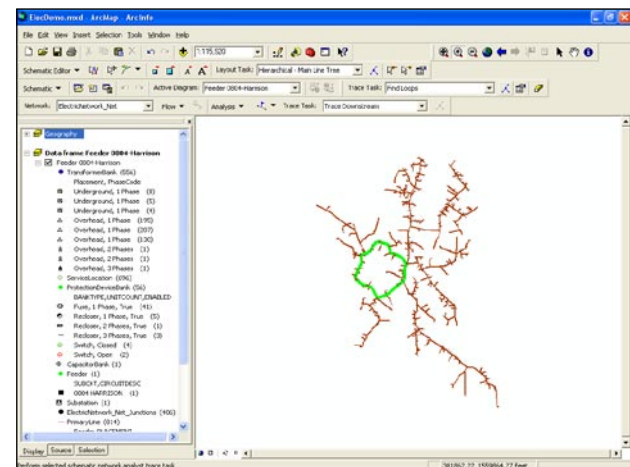 ElecDemo.mxd - ArcMap - ArcInfo
File Edit View Insert Selection Tools Window Help
1:115,520
Schematic Editor Layout Task: Hierarchical - Main Line Tree
Schematic Active Diagram: Feeder 0004-Harrison Trace Task: Find Loops
Network: ElectricNetwork_Net Flow Analysis Trace Task: Trace Downstream
Geography
Data frame Feeder 0004 Harrison
Feeder 0004 Harrison
TransformerBank (556)
Placement, PhaseCode
Underground, 1 Phase
Underground, 1 Phase (5)
Underground, 1 Phase (4)
Overhead, 1 Phase (195)
Overhead, 1 Phase (207)
Overhead, 1 Phase (130)
Overhead, 2 Phases (1)
Overhead, 2 Phases (1)
Overhead, 3 Phases (1)
ServiceLocation (696)
ProtectionDeviceBank (56)
BANKTYPE,UNITCOUNT,ENABLED
Fuse, 1 Phase, True (41)
Recloser, 1 Phase, True (5)
Recloser, 2 Phases, True (1)
Recloser, 3 Phases, True (3)
Switch, Closed (4)
Switch, Open (2)
CapacitorBank (1)
Feeder (1)
SUBCKT,CIRCUITDESC
0004 HARRISON (1)
Substation (1)
ElectricNetwork_Net_Junctions (406)
PrimaryLine
Display Source Selection
Perform selected schematic network analyst trace task